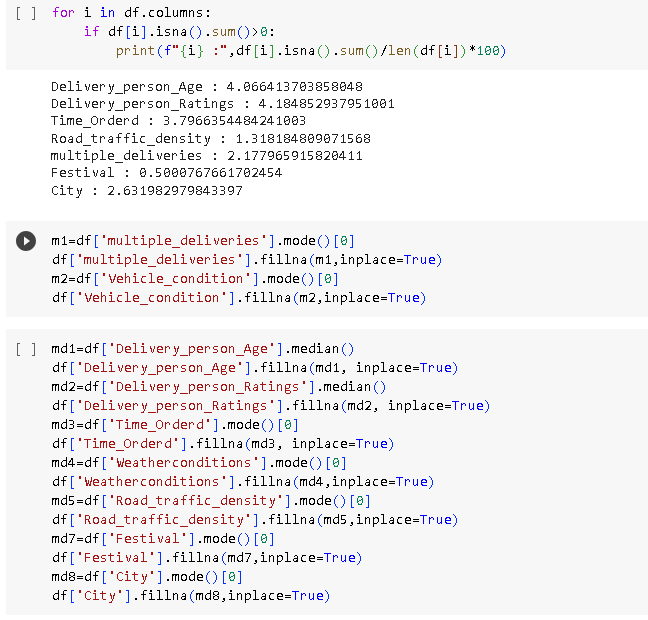 [ ] for i in df.columns:
if df[i].isna().sum()>0:
print(f"{i} :",df[i].isna().sum()/len(df[i])*100)
Delivery_person_Age : 4.066413703858048
Delivery_person_Ratings : 4.184852937951001
Time_Orderd : 3.7966354484241003
Road_traffic_density : 1.318184809071568
multiple_deliveries : 2.177965915820411
Festival : 0.5000767661702454
City : 2.631982979843397
m1=df['multiple_deliveries'].mode()[0]
df['multiple_deliveries'].fillna(m1,inplace=True)
m2=df['Vehicle_condition'].mode()[0]
df['Vehicle_condition'].fillna(m2,inplace=True)
[ ] md1=df['Delivery_person_Age'].median()
df['Delivery_person_Age'].fillna(md1, inplace=True)
md2=df['Delivery_person_Ratings'].median()
df['Delivery_person_Ratings'].fillna(md2, inplace=True)
md3=df['Time_Orderd'].mode()[0]
df['Time_Orderd'].fillna(md3, inplace=True)
md4=df['Weatherconditions'].mode()[0]
df['Weatherconditions'].fillna(md4,inplace=True)
md5=df['Road_traffic_density'].mode()[0]
df['Road_traffic_density'].fillna(md5,inplace=True)
md7=df['Festival'].mode()[0]
df['Festival'].fillna(md7,inplace=True)
md8=df['City'].mode()[0]
df['City'].fillna(md8,inplace=True)